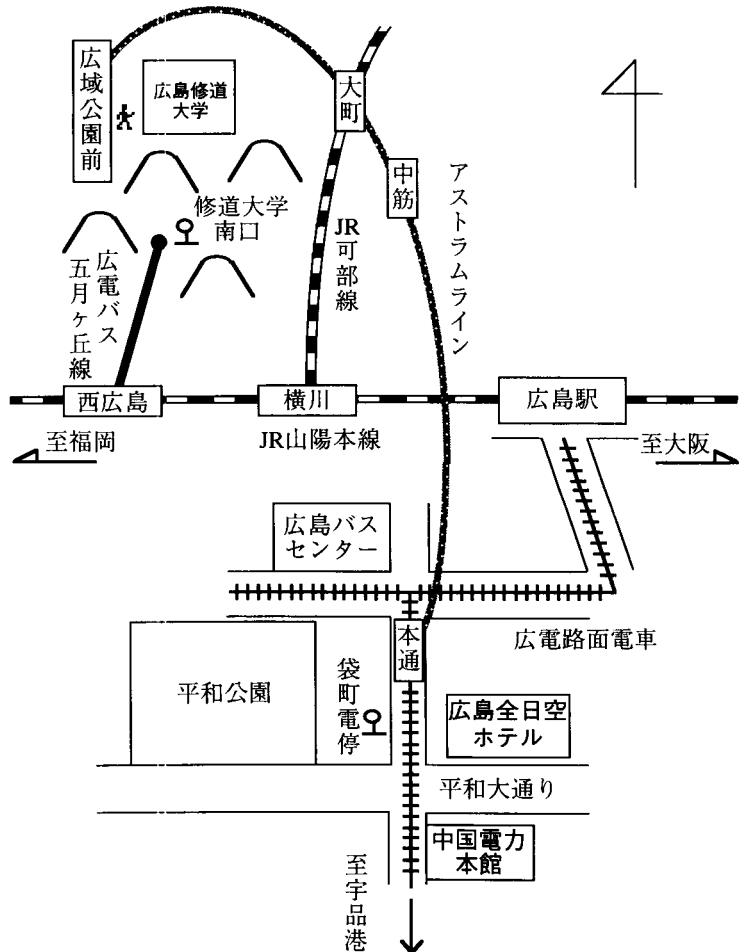 広域公園前
広島修道
大学
大町
中筋
アストラムライン
修道大学
南口
JR可部線
広電バス
五月ヶ丘線
西広島
横川
広島駅
至福岡
JR山陽本線
至大阪
広島バス
センター
本通
広電路面電車
平和公園
袋町電停
広島全日空
ホテル
平和大通り
中国電力
本館
至宇品港